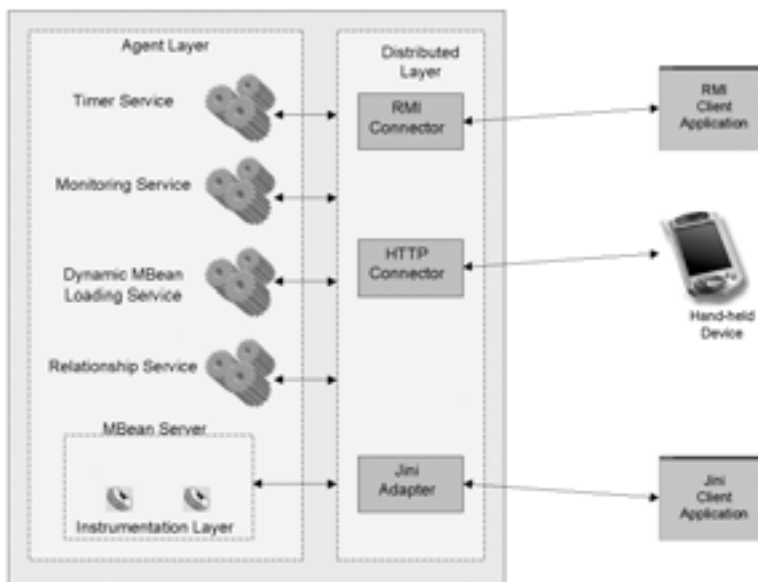 Agent Layer
Timer Service
Monitoring Service
Dynamic MBean
Loading Service
Relationship Service
MBean Server
Instrumentation Layer
Distributed
Layer
RMI
Connector
HTTP
Connector
Jini
Adapter
RMI
Client
Application
Hand-held
Device
Jini
Client
Application